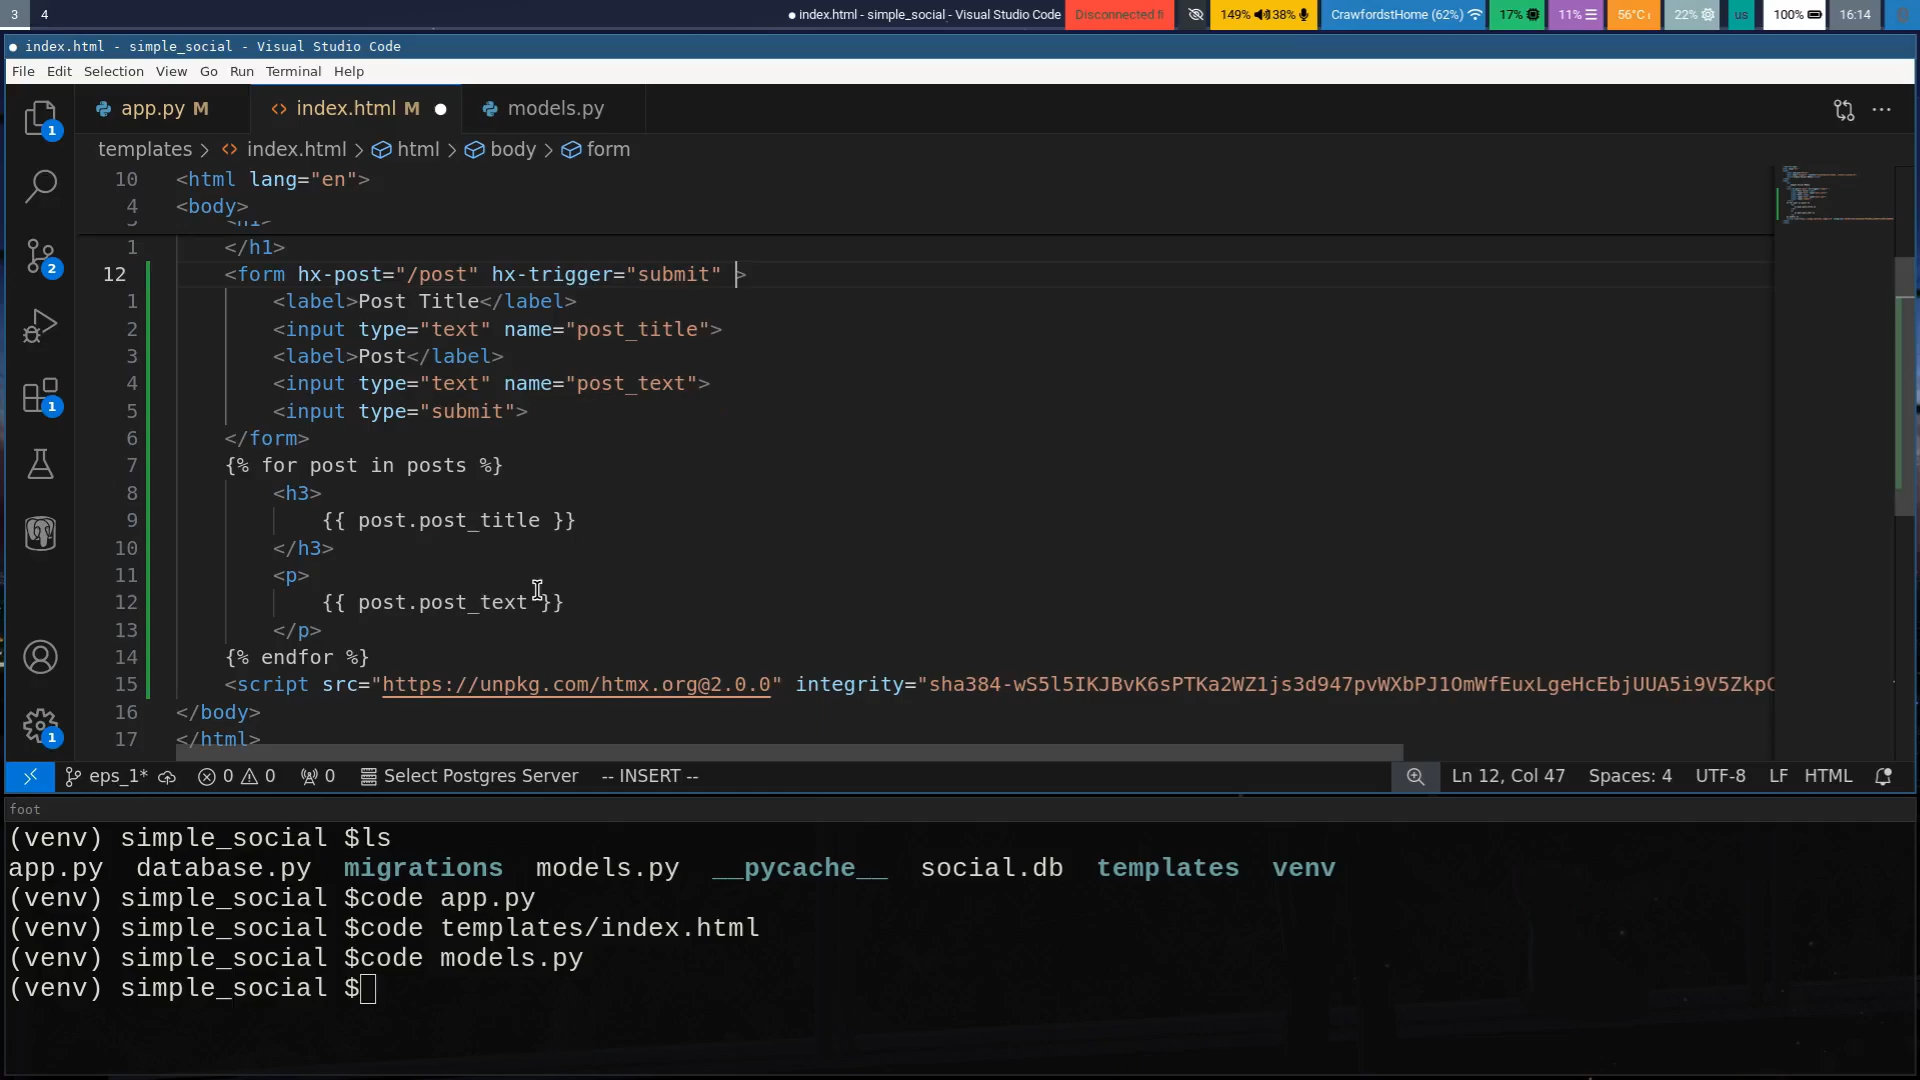 3 4 ● index.html - simple_social - Visual Studio Code Disconnected 149% 138% CrawfordstHome (62%) 17% 11% 56°C 22% us 100% 16:14
● index.html - simple_social - Visual Studio Code
File Edit Selection View Go Run Terminal Help
app.py M index.html M ● models.py
templates > index.html > html > body > form
10 <html lang="en">
4 <body>
1 </h1>
12 <form hx-post="/post" hx-trigger="submit" >
1 <label>Post Title</label>
2 <input type="text" name="post_title">
3 <label>Post</label>
4 <input type="text" name="post_text">
5 <input type="submit">
6 </form>
7 {% for post in posts %}
8 <h3>
9 {{ post.post_title }}
10 </h3>
11 <p>
12 {{ post.post_text }}
13 </p>
14 {% endfor %}
15 <script src="https://unpkg.com/htmx.org@2.0.0" integrity="sha384-wS5l5IKJBvK6sPTKa2WZ1js3d947pvWXbPJ1OmWfEuxLgeHcEbjUUA5i9V5Zkp
16 </body>
17 </html>
1
2
1
1
eps_1* 0 0 0 Select Postgres Server -- INSERT -- Ln 12, Col 47 Spaces: 4 UTF-8 LF HTML
foot
(venv) simple_social $ls
app.py database.py migrations models.py __pycache__ social.db templates venv
(venv) simple_social $code app.py
(venv) simple_social $code templates/index.html
(venv) simple_social $code models.py
(venv) simple_social $